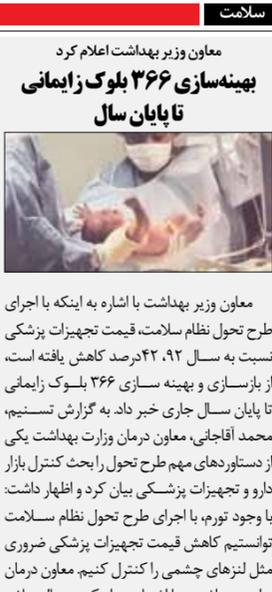 سلامت
معاون وزیر بهداشت اعلام کرد
بهینه‌سازی ۳۶۶ بلوک زایمانی
تا پایان سال
معاون وزیر بهداشت با اشاره به اینکه با اجرای
طرح تحول نظام سلامت، قیمت تجهیزات پزشکی
نسبت به سال ۹۲، ۴۲درصد کاهش یافته است،
از بازسازی و بهینه سازی ۳۶۶ بلوک زایمانی
تا پایان سال جاری خبر داد. به گزارش تسنیم،
محمد آقاجانی، معاون درمان وزارت بهداشت یکی
از دستاوردهای مهم طرح تحول را بحث کنترل بازار
دارو و تجهیزات پزشکی بیان کرد و اظهار داشت:
با وجود تورم، با اجرای طرح تحول نظام سلامت
توانستیم کاهش قیمت تجهیزات پزشکی ضروری
مثل لنزهای چشمی را کنترل کنیم. معاون درمان